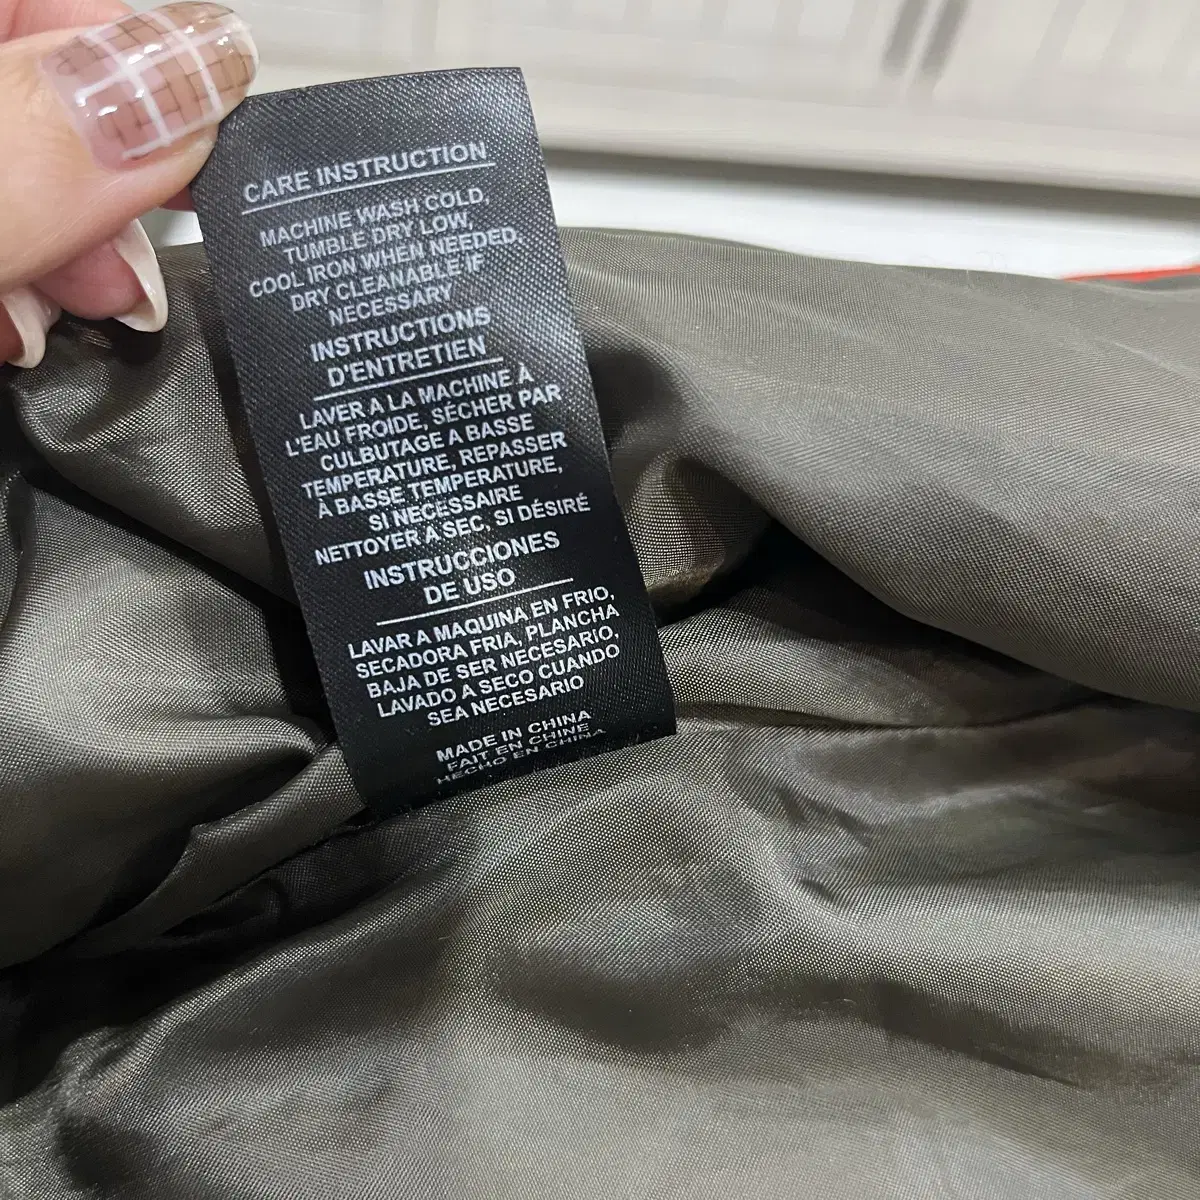 CARE INSTRUCTION
MACHINE WASH COLD,
TUMBLE DRY LOW,
COOL IRON WHEN NEEDED.
DRY CLEANABLE IF
NECESSARY
INSTRUCTIONS
D'ENTRETIEN
LAVER A LA MACHINE À
L'EAU FROIDE, SÉCHER PAR
CULBUTAGE A BASSE
TEMPERATURE, REPASSER
À BASSE TEMPERATURE,
SI NECESSAIRE
NETTOYER A SEC, SI DÉSIRÉ
INSTRUCCIONES
DE USO
LAVAR A MAQUINA EN FRIO,
SECADORA FRIA, PLANCHA
BAJA DE SER NECESARIO,
LAVADO A SECO CUANDO
SEA NECESARIO
MADE IN CHINA
FAIT EN CHINE
HECHO EN CHINA